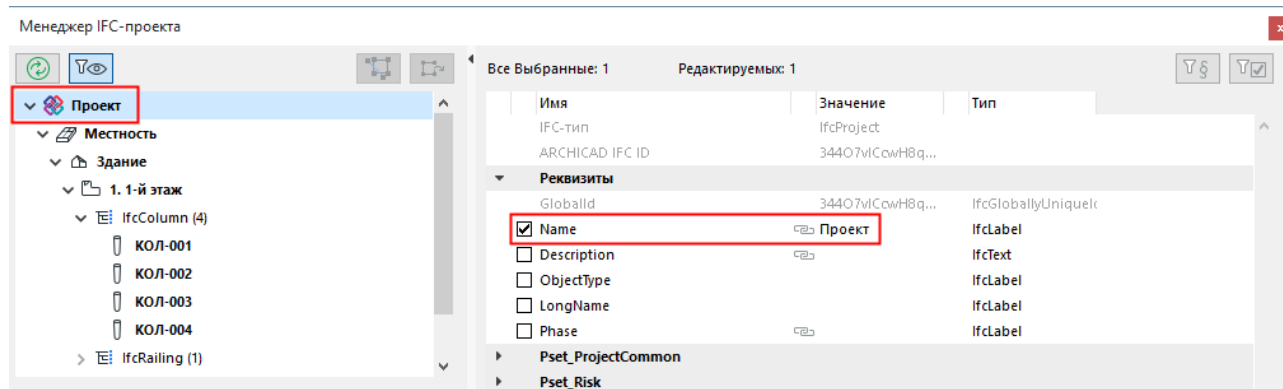 Менеджер IFC-проекта
Все Выбранные: 1 Редактируемых: 1
Проект
Местность
Здание
1. 1-й этаж
IfcColumn (4)
КОЛ-001
КОЛ-002
КОЛ-003
КОЛ-004
IfcRailing (1)
Имя Значение Тип
IFC-тип IfcProject
ARCHICAD IFC ID 344O7vICcwH8q...
Реквизиты
GlobalId 344O7vICcwH8q... IfcGloballyUniqueIc
Name Проект IfcLabel
Description IfcText
ObjectType IfcLabel
LongName IfcLabel
Phase IfcLabel
Pset_ProjectCommon
Pset_Risk